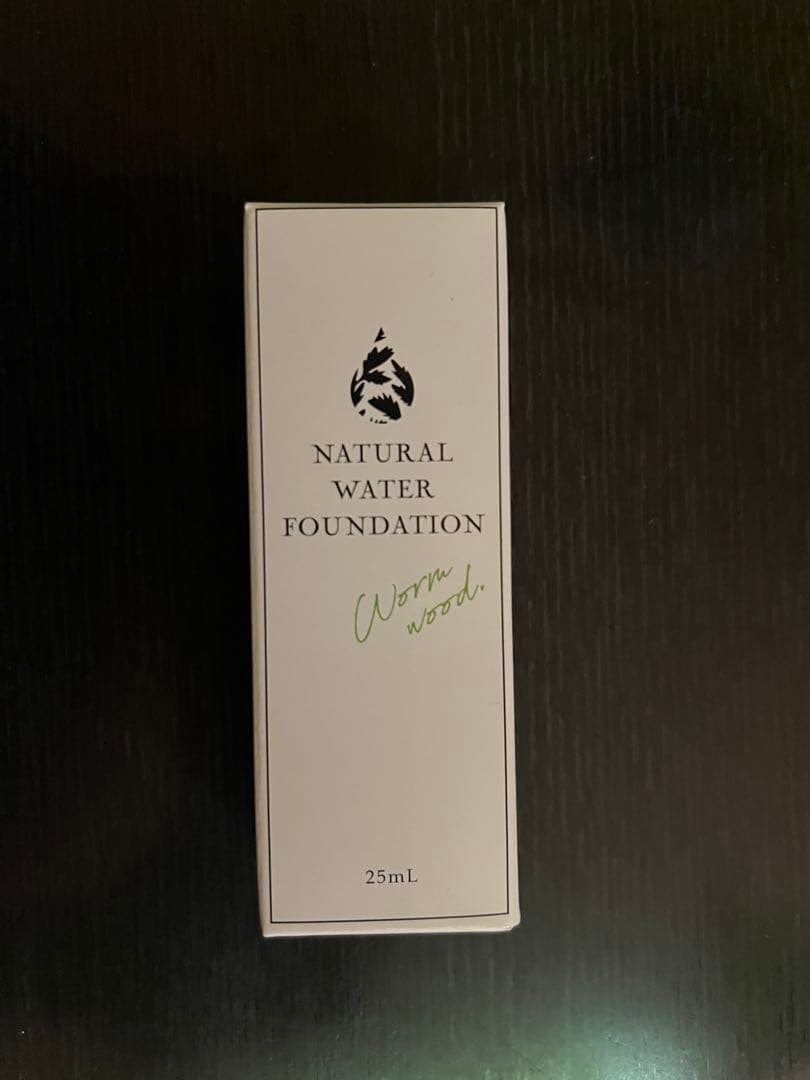 NATURAL
WATER
FOUNDATION
Worm
wood.
25mL